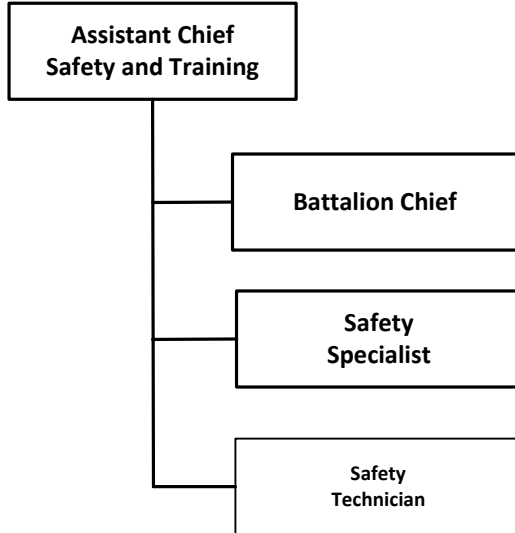 Assistant Chief
Safety and Training
Battalion Chief
Safety
Specialist
Safety
Technician